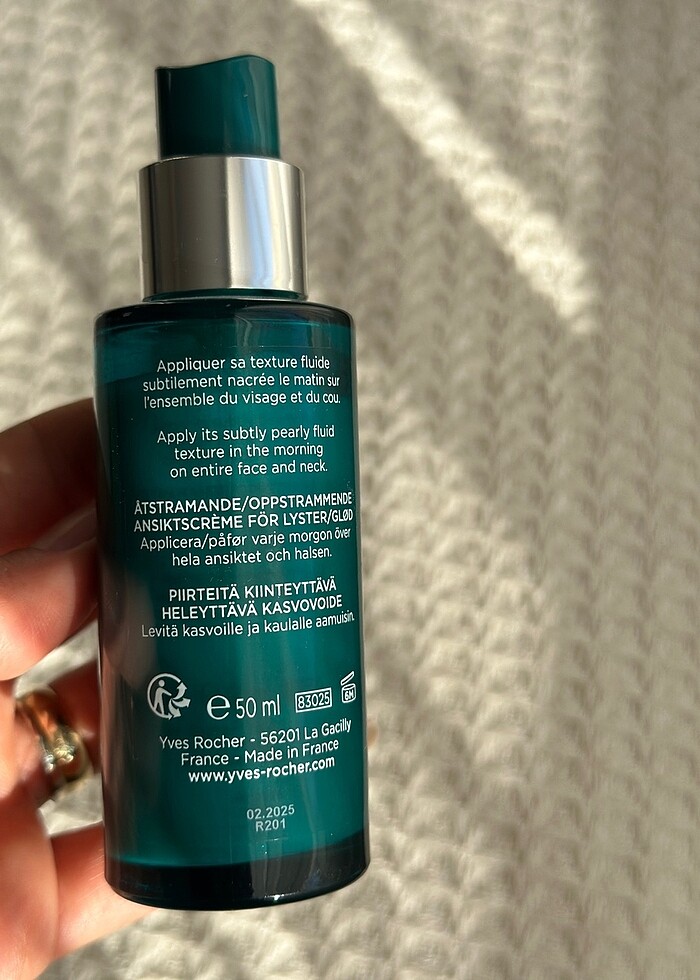 Appliquer sa texture fluide
subtilement nacrée le matin sur
l'ensemble du visage et du cou.
Apply its subtly pearly fluid
texture in the morning
on entire face and neck.
ÅTSTRAMANDE/OPPSTRAMMENDE
ANSIKTSCRÈME FÖR LYSTER/GLØD
Applicera/påfør varje morgon över
hela ansiktet och halsen.
PIIRTEITÄ KIINTEYTTÄVÄ
HELEYTTÄVÄ KASVOVOIDE
Levitä kasvoille ja kaulalle aamuisin.
e 50 ml 83025 6M
Yves Rocher - 56201 La Gacilly
France - Made in France
www.yves-rocher.com
02.2025
R201